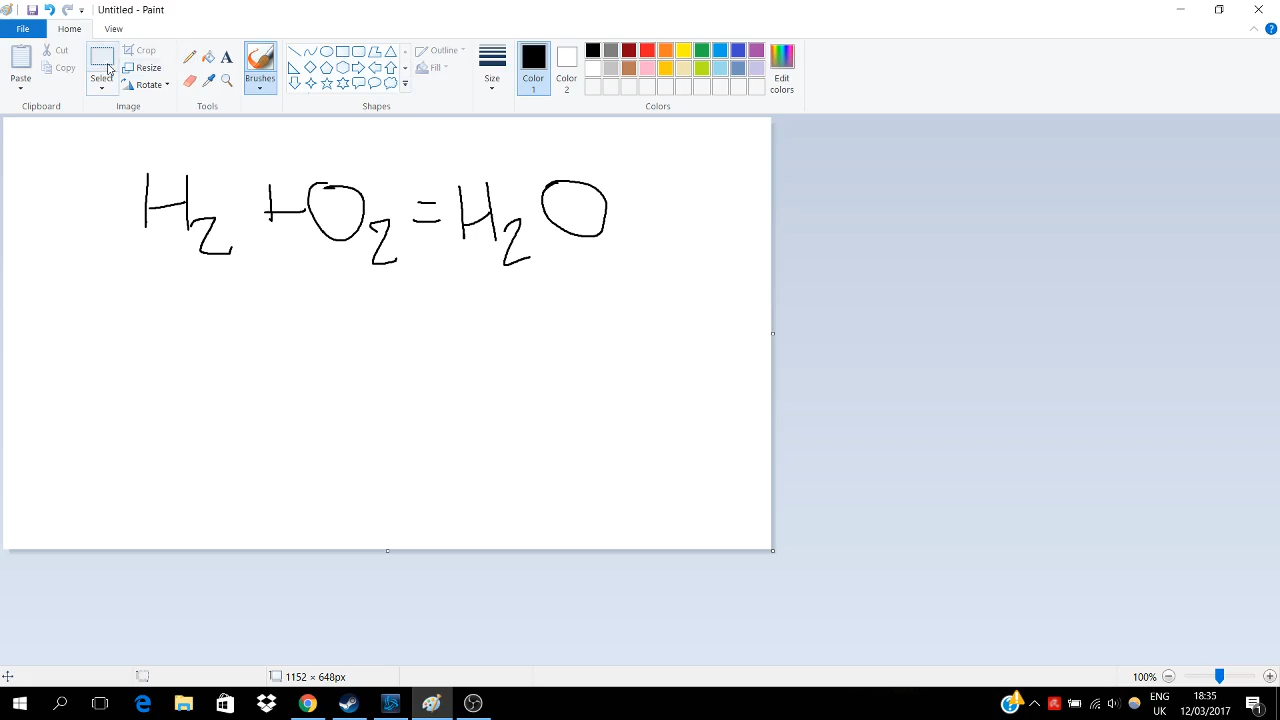 Untitled - Paint
File Home View
Paste Cut Copy Select Crop Resize Rotate Brushes Outline Fill Size Color 1 Color 2 Edit colors
Clipboard Image Tools Shapes Colors
H2 + O2 = H2O
1152 × 648px 100%
ENG 18:35
UK 12/03/2017